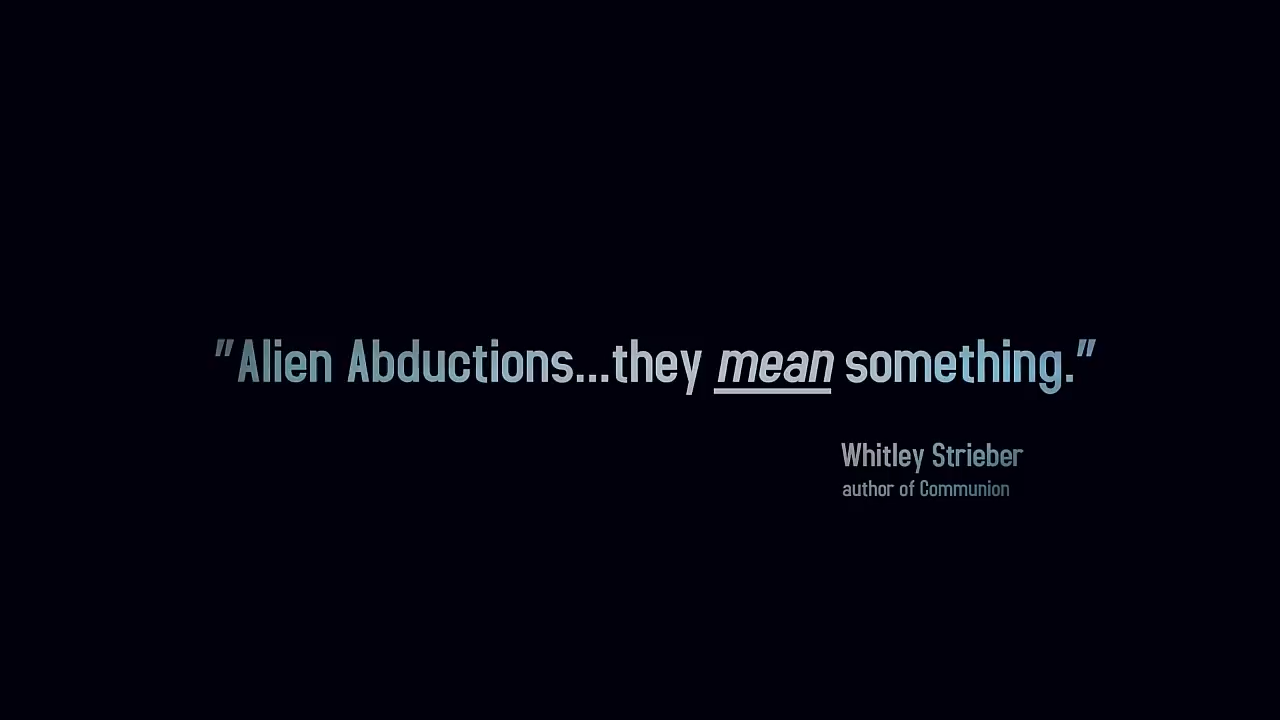 "Alien Abductions...they mean something."
Whitley Strieber
author of Communion